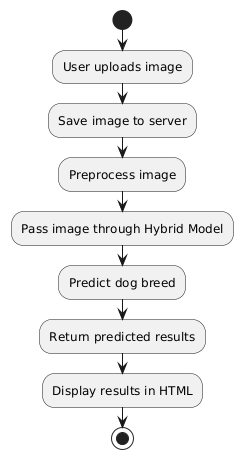 User uploads image
Save image to server
Preprocess image
Pass image through Hybrid Model
Predict dog breed
Return predicted results
Display results in HTML